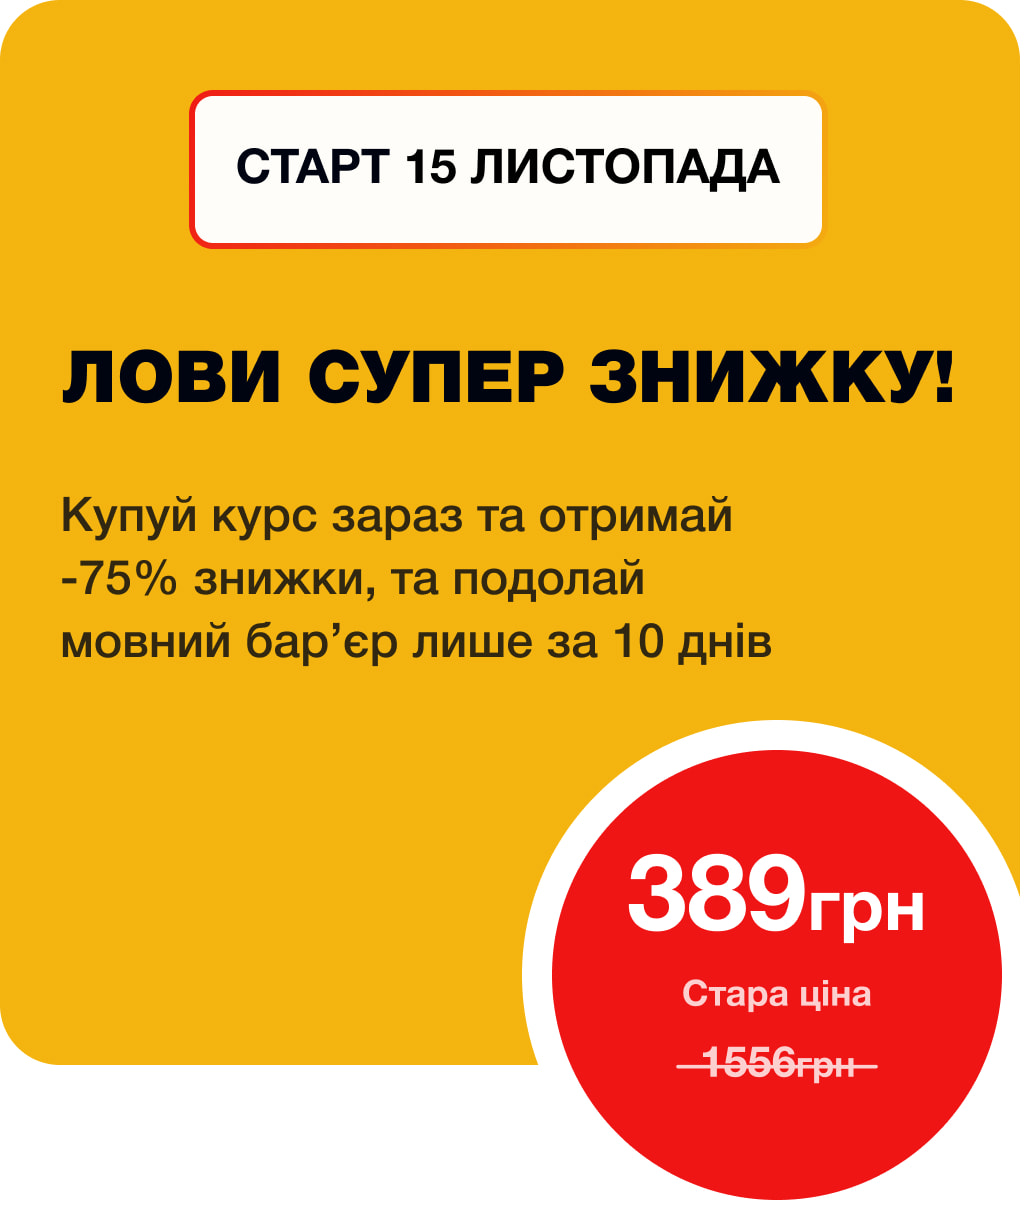 СТАРТ 15 ЛИСТОПАДА
ЛОВИ СУПЕР ЗНИЖКУ!
Купуй курс зараз та отримай
-75% знижки, та подолай
мовний бар’єр лише за 10 днів
389грн
Стара ціна
1556грн